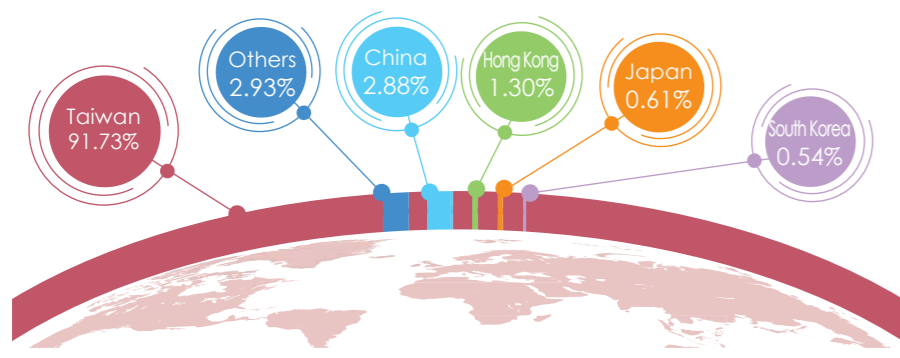 Taiwan
91.73%
Others
2.93%
China
2.88%
Hong Kong
1.30%
Japan
0.61%
South Korea
0.54%